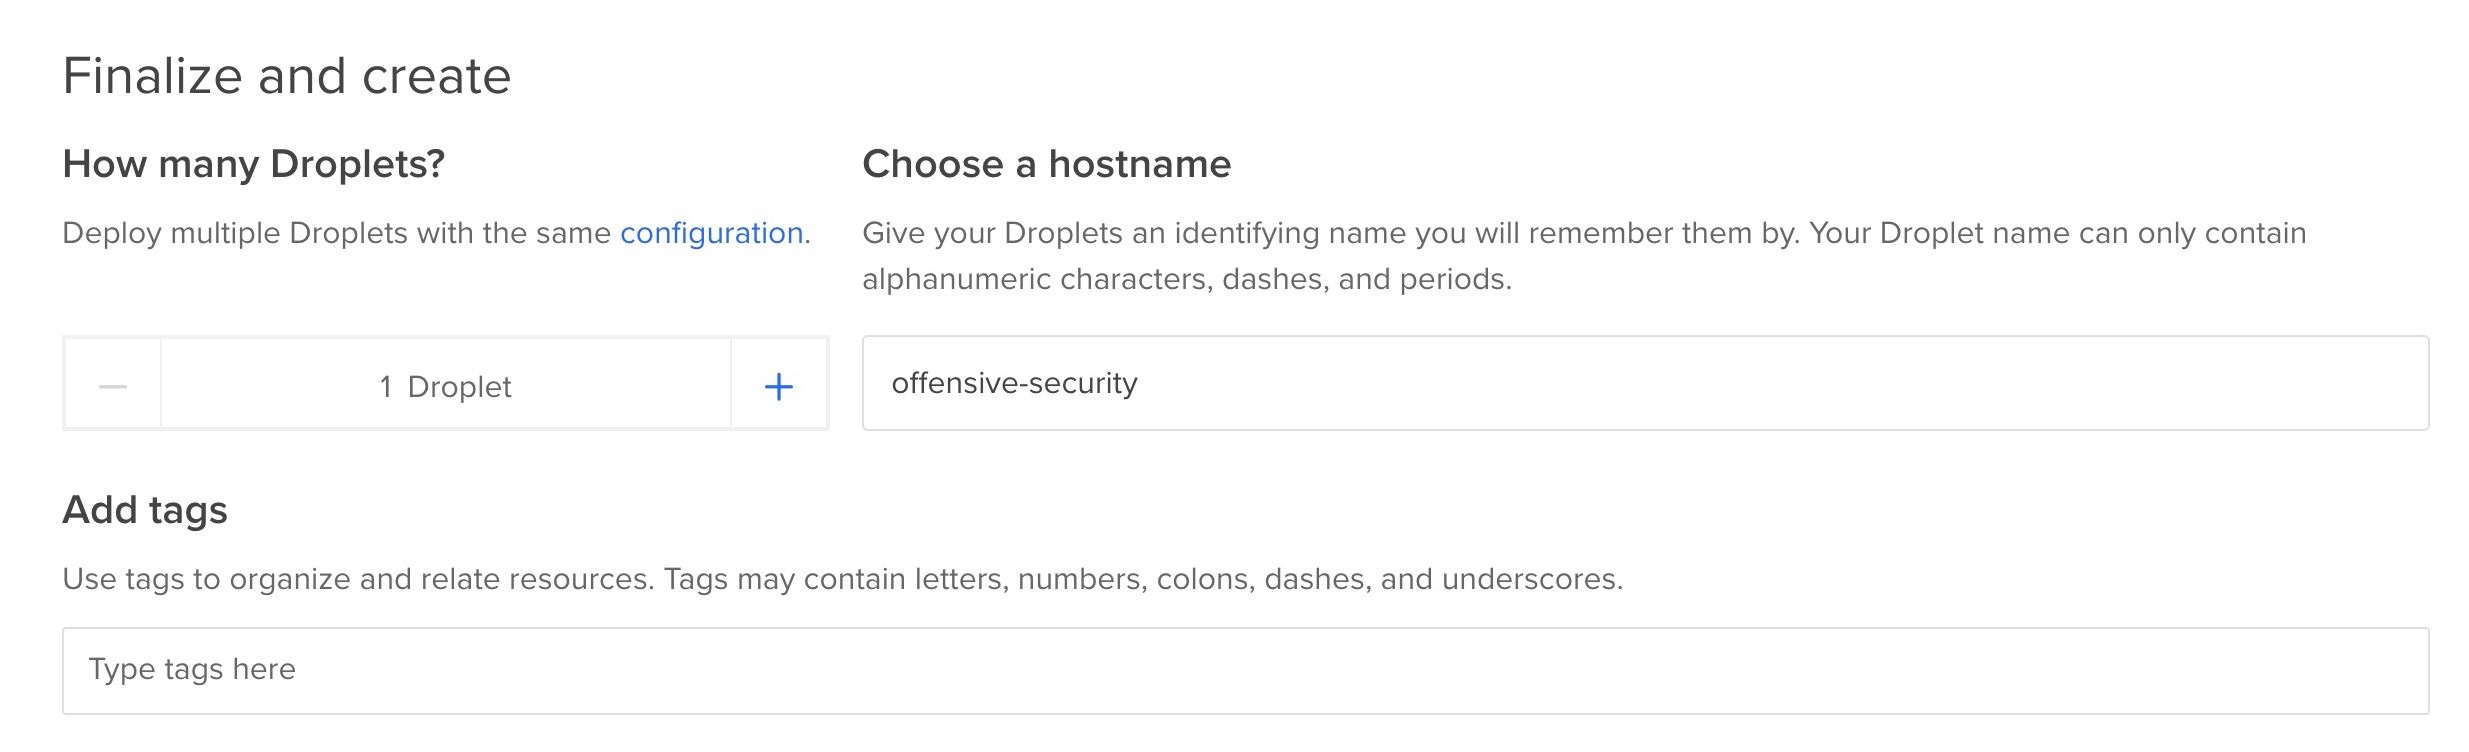 Finalize and create
How many Droplets?
Deploy multiple Droplets with the same configuration.
1 Droplet
Choose a hostname
Give your Droplets an identifying name you will remember them by. Your Droplet name can only contain
alphanumeric characters, dashes, and periods.
offensive-security
Add tags
Use tags to organize and relate resources. Tags may contain letters, numbers, colons, dashes, and underscores.
Type tags here